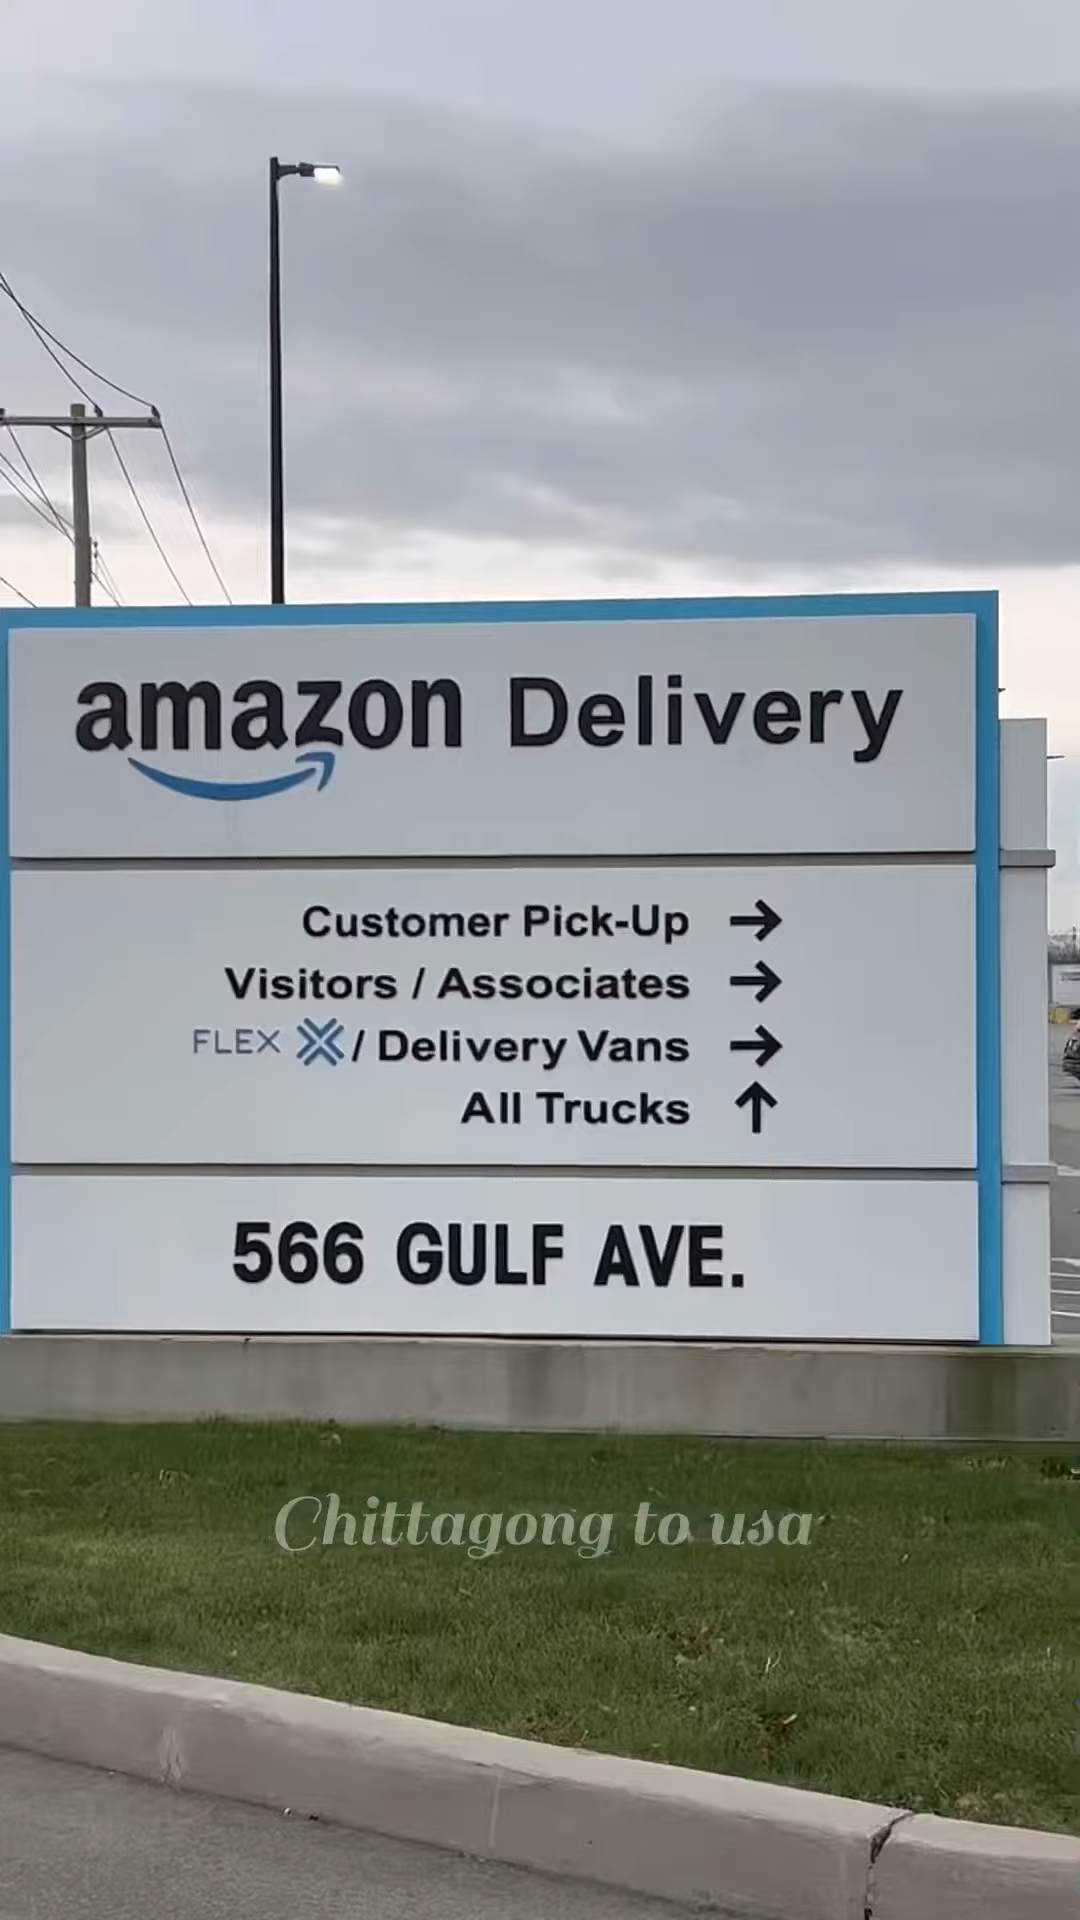 amazon Delivery
Customer Pick-Up →
Visitors / Associates →
FLEX / Delivery Vans →
All Trucks ↑
566 GULF AVE.
Chittagong to usa